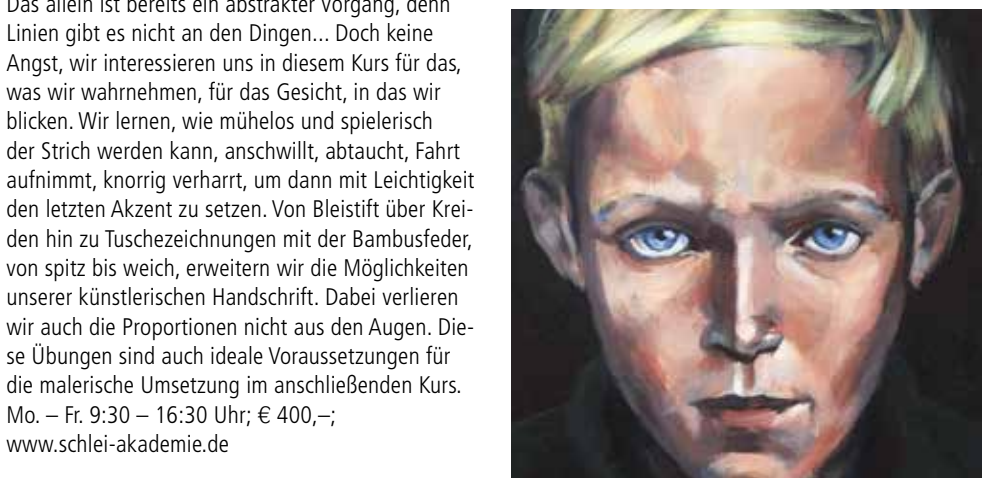 Das allein ist bereits ein abstrakter Vorgang, denn
Linien gibt es nicht an den Dingen... Doch keine
Angst, wir interessieren uns in diesem Kurs für das,
was wir wahrnehmen, für das Gesicht, in das wir
blicken. Wir lernen, wie mühelos und spielerisch
der Strich werden kann, anschwillt, abtaucht, Fahrt
aufnimmt, knorrig verharrt, um dann mit Leichtigkeit
den letzten Akzent zu setzen. Von Bleistift über Krei-
den hin zu Tuschezeichnungen mit der Bambusfeder,
von spitz bis weich, erweitern wir die Möglichkeiten
unserer künstlerischen Handschrift. Dabei verlieren
wir auch die Proportionen nicht aus den Augen. Die-
se Übungen sind auch ideale Voraussetzungen für
die malerische Umsetzung im anschließenden Kurs.
Mo. – Fr. 9:30 – 16:30 Uhr; € 400,–;
www.schlei-akademie.de